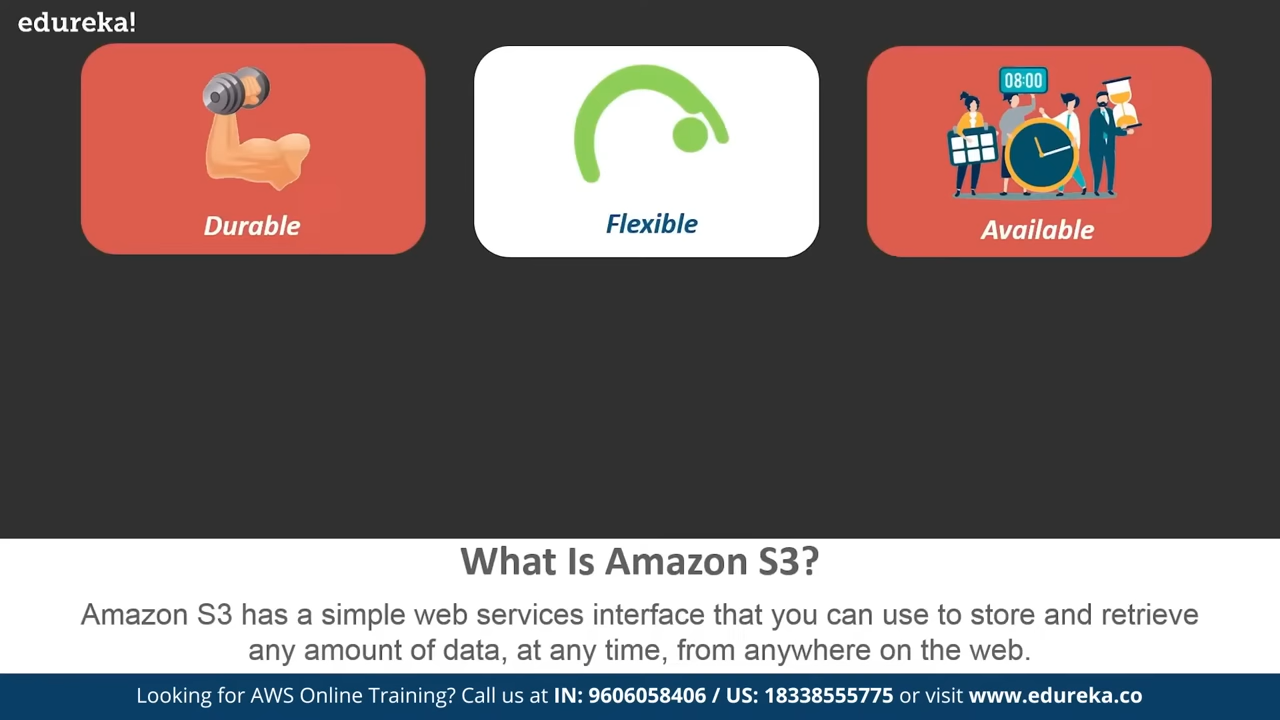 edureka!
08:00
Durable
Flexible
Available
What Is Amazon S3?
Amazon S3 has a simple web services interface that you can use to store and retrieve
any amount of data, at any time, from anywhere on the web.
Looking for AWS Online Training? Call us at IN: 9606058406 / US: 18338555775 or visit www.edureka.co